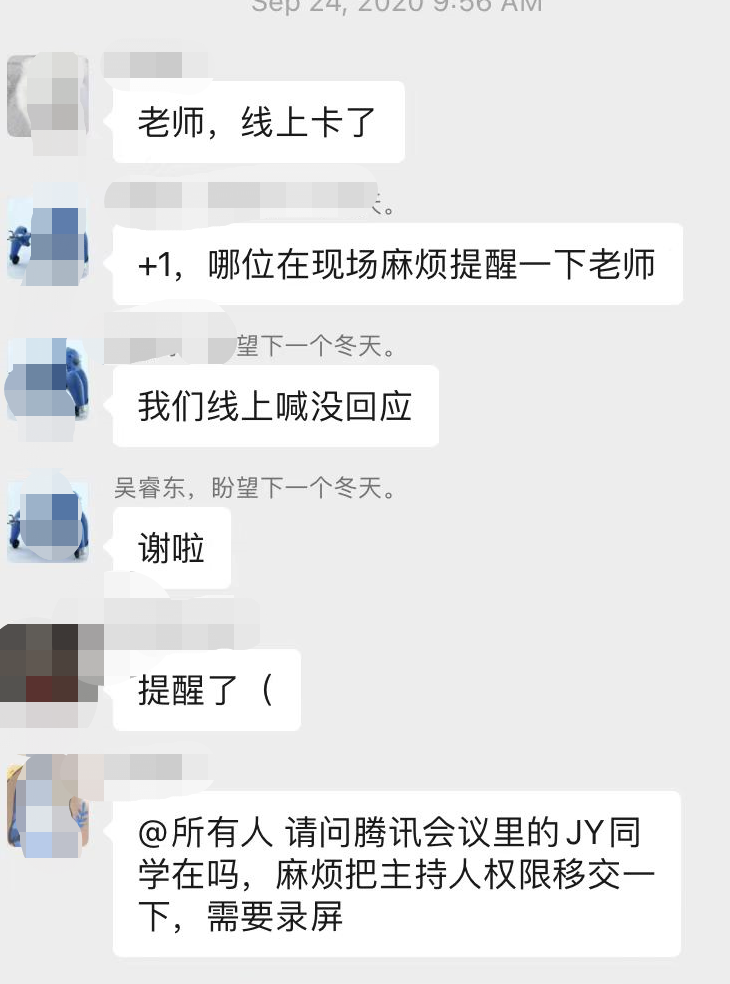 Sep 24, 2020 9:56 AM
老师，线上卡了
天。
+1，哪位在现场麻烦提醒一下老师
望下一个冬天。
我们线上喊没回应
吴睿东，盼望下一个冬天。
谢啦
提醒了（
@所有人 请问腾讯会议里的JY同
学在吗，麻烦把主持人权限移交一
下，需要录屏